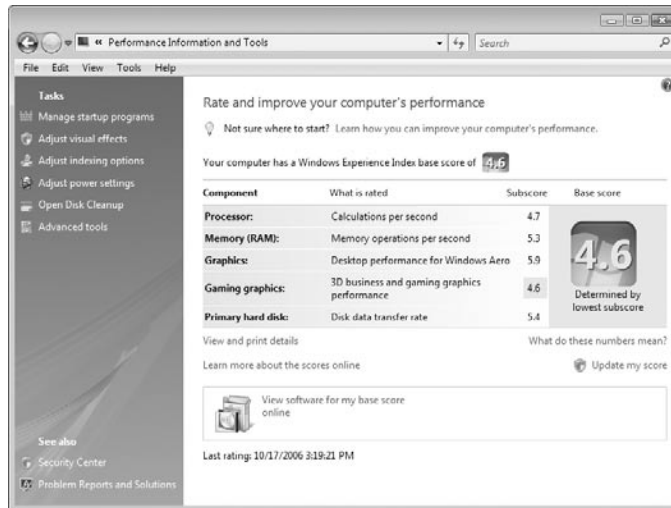 Performance Information and Tools
Search
File Edit View Tools Help
Tasks
Manage startup programs
Adjust visual effects
Adjust indexing options
Adjust power settings
Open Disk Cleanup
Advanced tools
See also
Security Center
Problem Reports and Solutions
Rate and improve your computer's performance
Not sure where to start? Learn how you can improve your computer's performance.
Your computer has a Windows Experience Index base score of 4.6
Component What is rated Subscore Base score
Processor: Calculations per second 4.7
Memory (RAM): Memory operations per second 5.3
Graphics: Desktop performance for Windows Aero 5.9
Gaming graphics: 3D business and gaming graphics
performance 4.6
Primary hard disk: Disk data transfer rate 5.4
4.6
Determined by
lowest subscore
View and print details What do these numbers mean?
Learn more about the scores online Update my score
View software for my base score
online
Last rating: 10/17/2006 3:19:21 PM